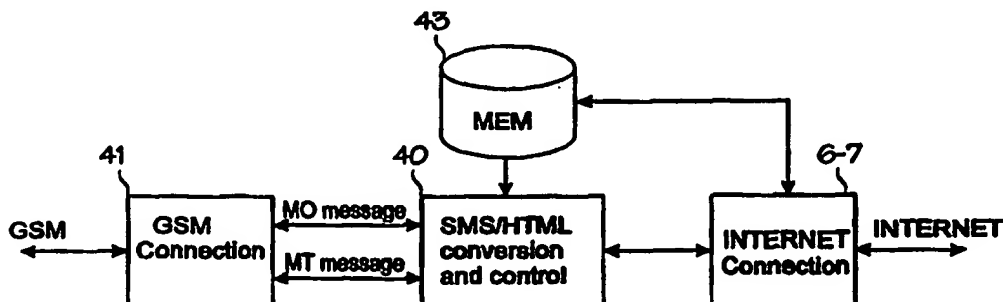 43
MEM
41
40
6-7
GSM
GSM
Connection
MO message
MT message
SMS/HTML
conversion
and control
INTERNET
Connection
INTERNET